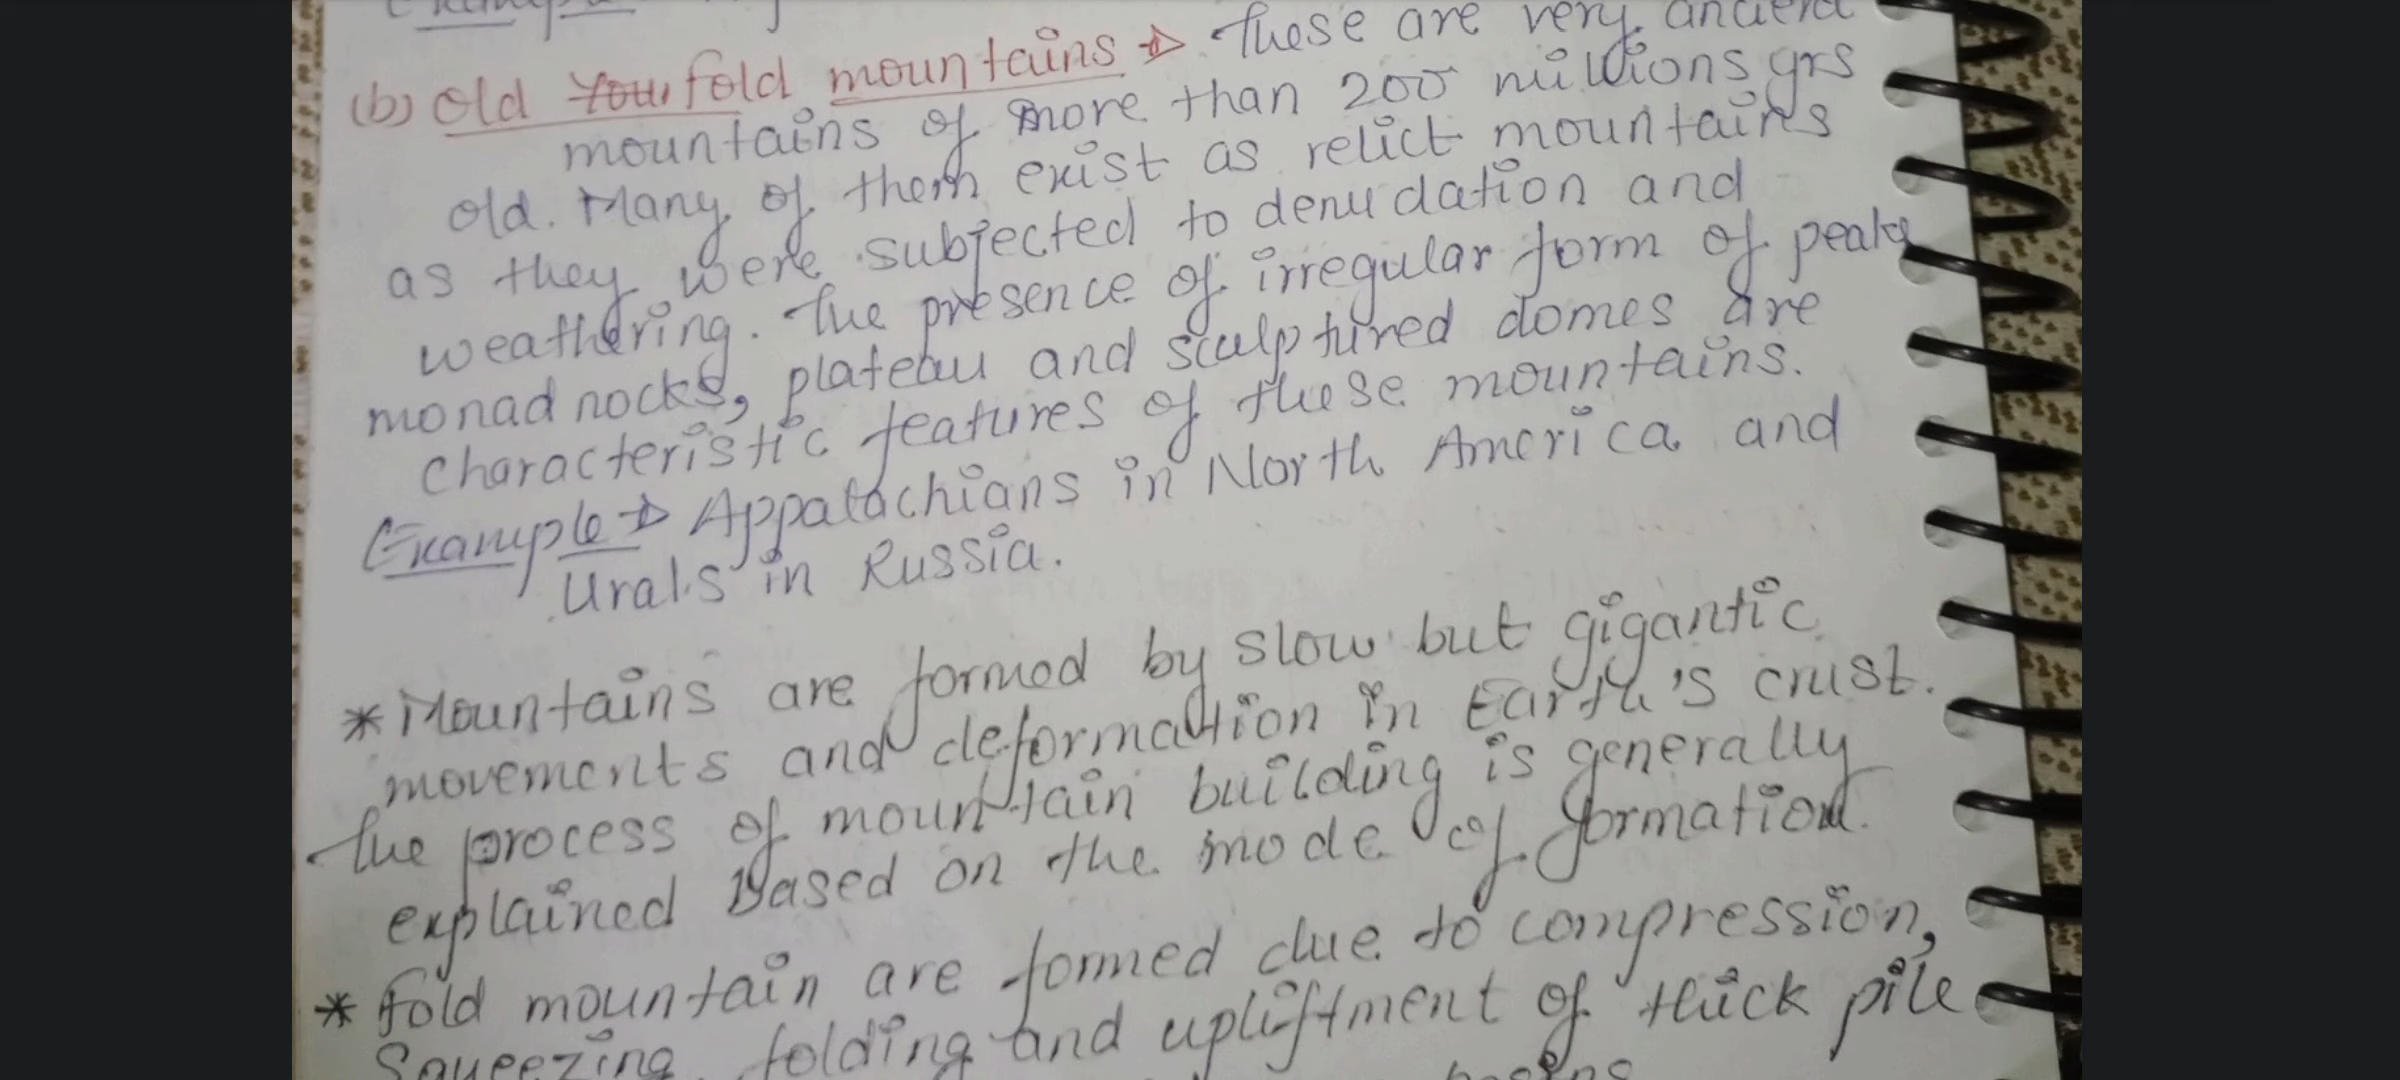 Example
(b) Old You fold mountains → These are very ancient
mountains of more than 200 millions yrs
old. Many of them exist as relict mountains
as they were subjected to denudation and
weathering. The presence of irregular form of peaks
monad nocks, plateau and sculptured domes are
characteristic features of these mountains.
Example → Appalachians in North America and
Urals in Russia.
* Mountains are formed by slow but gigantic
movements and deformation in Earth's crust.
The process of mountain building is generally
explained Based on the mode of formation.
* fold mountain are formed due to compression,
Squeezing, folding and upliftment of thick pile